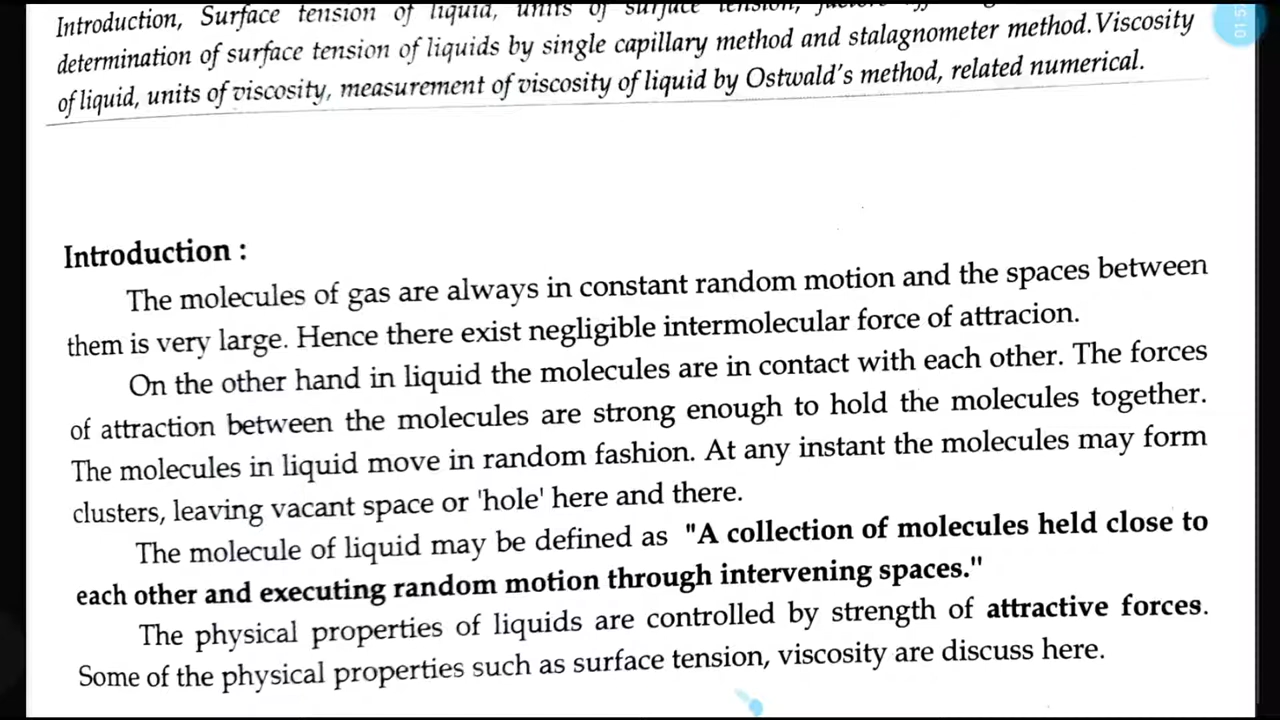 Introduction, Surface tension of liquid, units of surface tension,
determination of surface tension of liquids by single capillary method and stalagnometer method. Viscosity
of liquid, units of viscosity, measurement of viscosity of liquid by Ostwald's method, related numerical.
Introduction :
The molecules of gas are always in constant random motion and the spaces between
them is very large. Hence there exist negligible intermolecular force of attracion.
On the other hand in liquid the molecules are in contact with each other. The forces
of attraction between the molecules are strong enough to hold the molecules together.
The molecules in liquid move in random fashion. At any instant the molecules may form
clusters, leaving vacant space or 'hole' here and there.
The molecule of liquid may be defined as "A collection of molecules held close to
each other and executing random motion through intervening spaces."
The physical properties of liquids are controlled by strength of attractive forces.
Some of the physical properties such as surface tension, viscosity are discuss here.